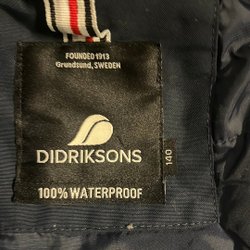 FOUNDED 1913
Grundsund, SWEDEN
DIDRIKSONS
140
100% WATERPROOF